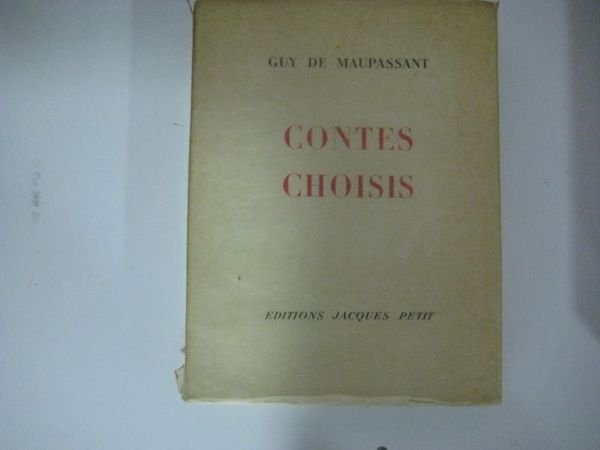 GUY DE MAUPASSANT
CONTES
CHOISIS
EDITIONS JACQUES PETIT